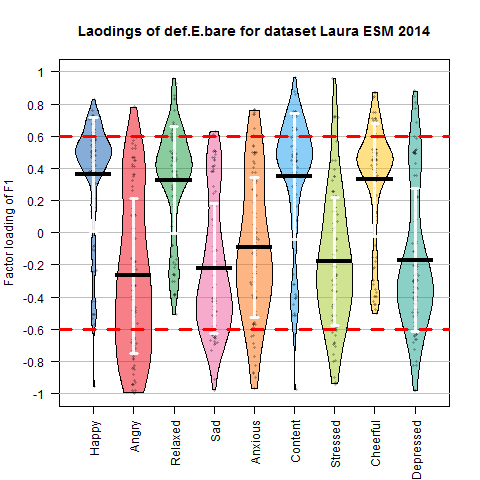 Laodings of def.E.bare for dataset Laura ESM 2014
Factor loading of F1
1
0.8
0.6
0.4
0.2
0
-0.2
-0.4
-0.6
-0.8
-1
Happy
Angry
Relaxed
Sad
Anxious
Content
Stressed
Cheerful
Depressed